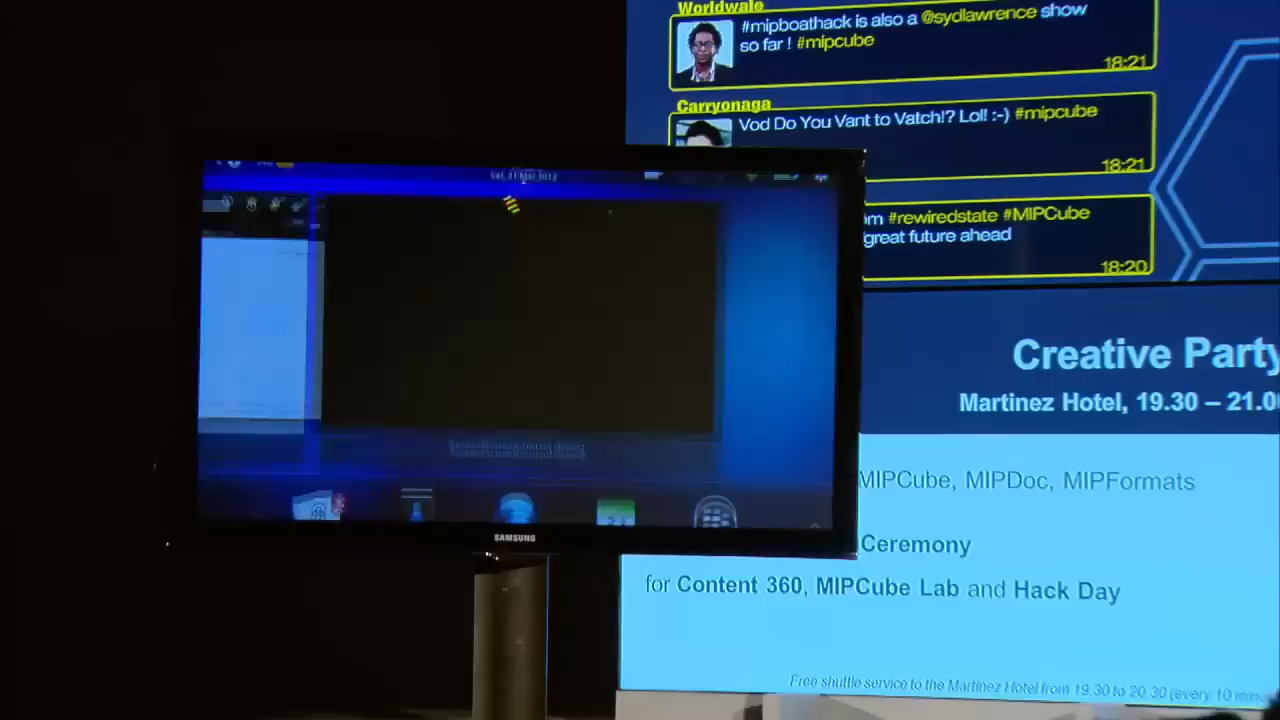 Worldwale
#mipboathack is also a @sydlawrence show
so far ! #mipcube
18:21
Carryonaga
Vod Do You Vant to Vatch!? Lol! :-) #mipcube
18:21
#rewiredstate #MIPCube
great future ahead
18:20
Creative Party
Martinez Hotel, 19.30 –
MIPCube, MIPDoc, MIPFormats
Ceremony
for Content 360, MIPCube Lab and Hack Day
Free shuttle service to the Martinez Hotel from 19.30 to 20.30 (every 10
SAMSUNG